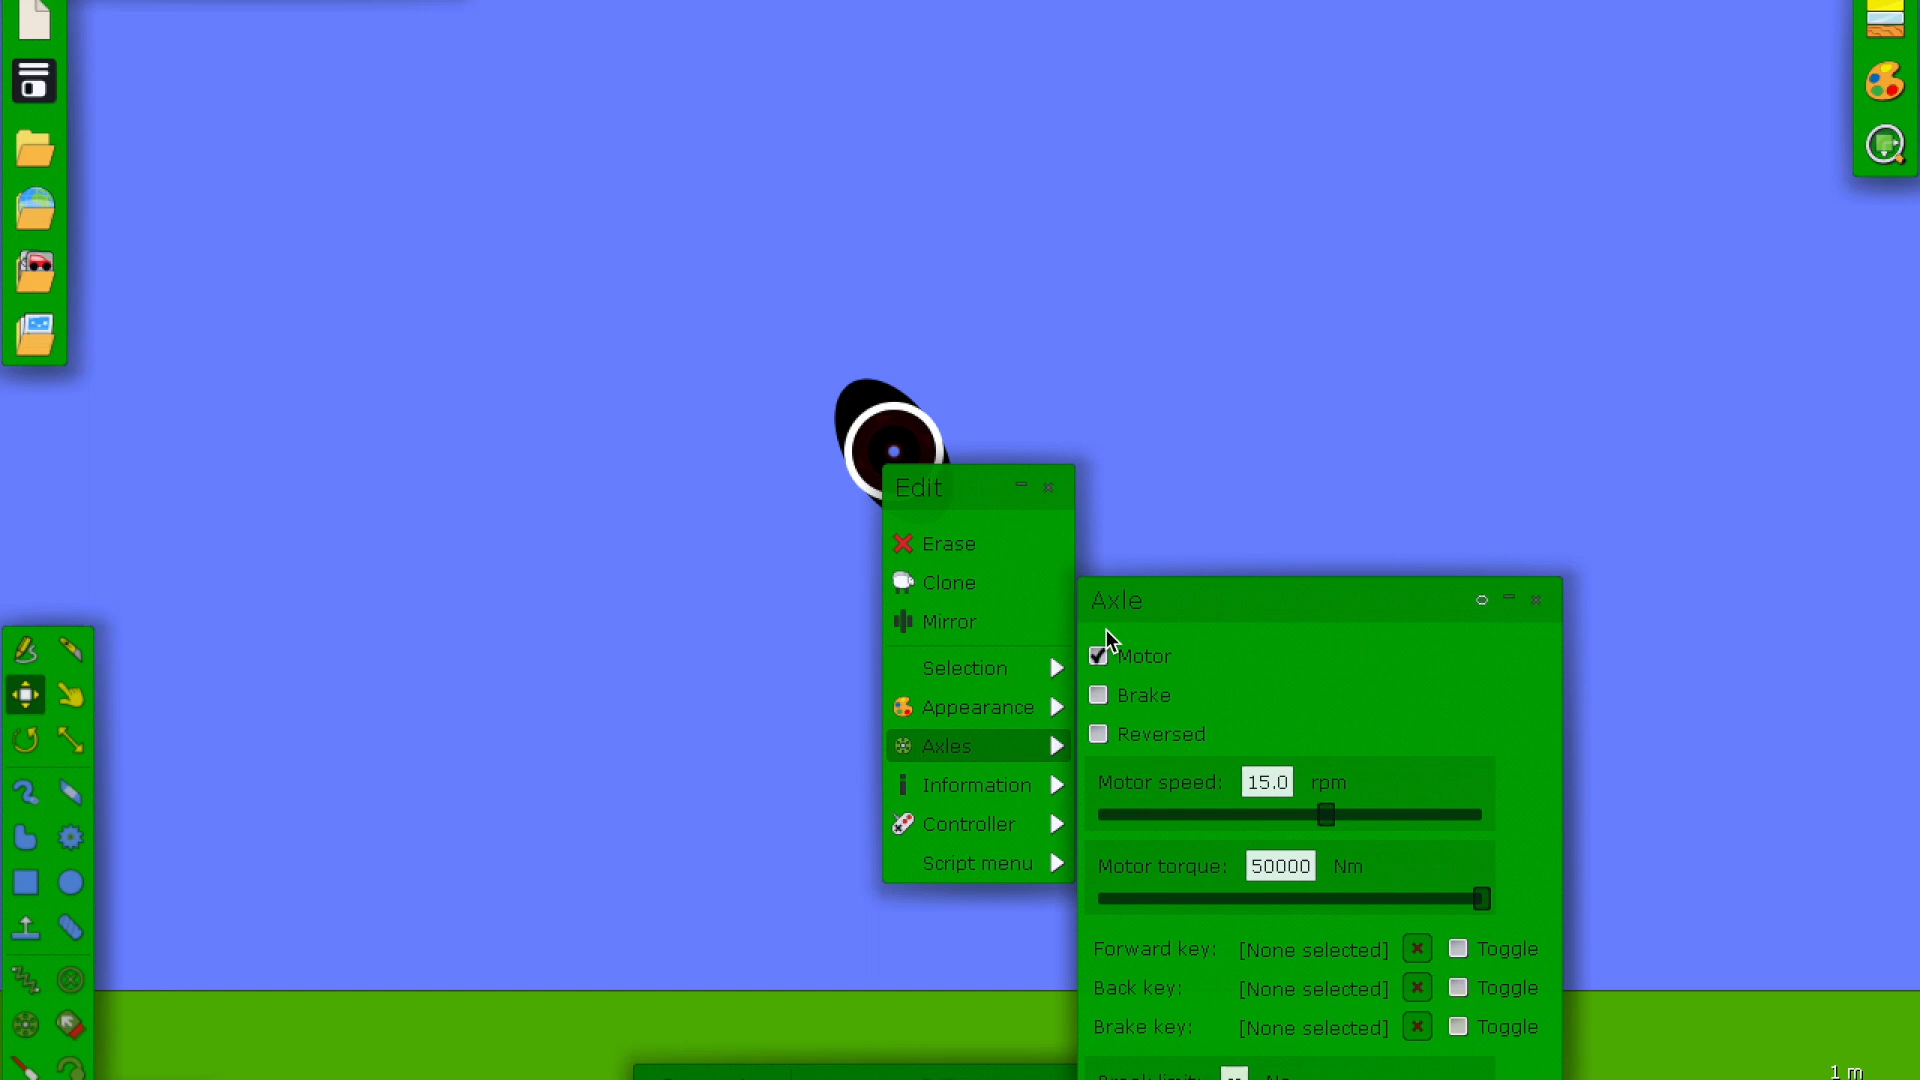 Edit
Erase
Clone
Mirror
Selection
Appearance
Axles
Information
Controller
Script menu
Axle
Motor
Brake
Reversed
Motor speed: 15.0 rpm
Motor torque: 50000 Nm
Forward key: [None selected] Toggle
Back key: [None selected] Toggle
Brake key: [None selected] Toggle
1 m